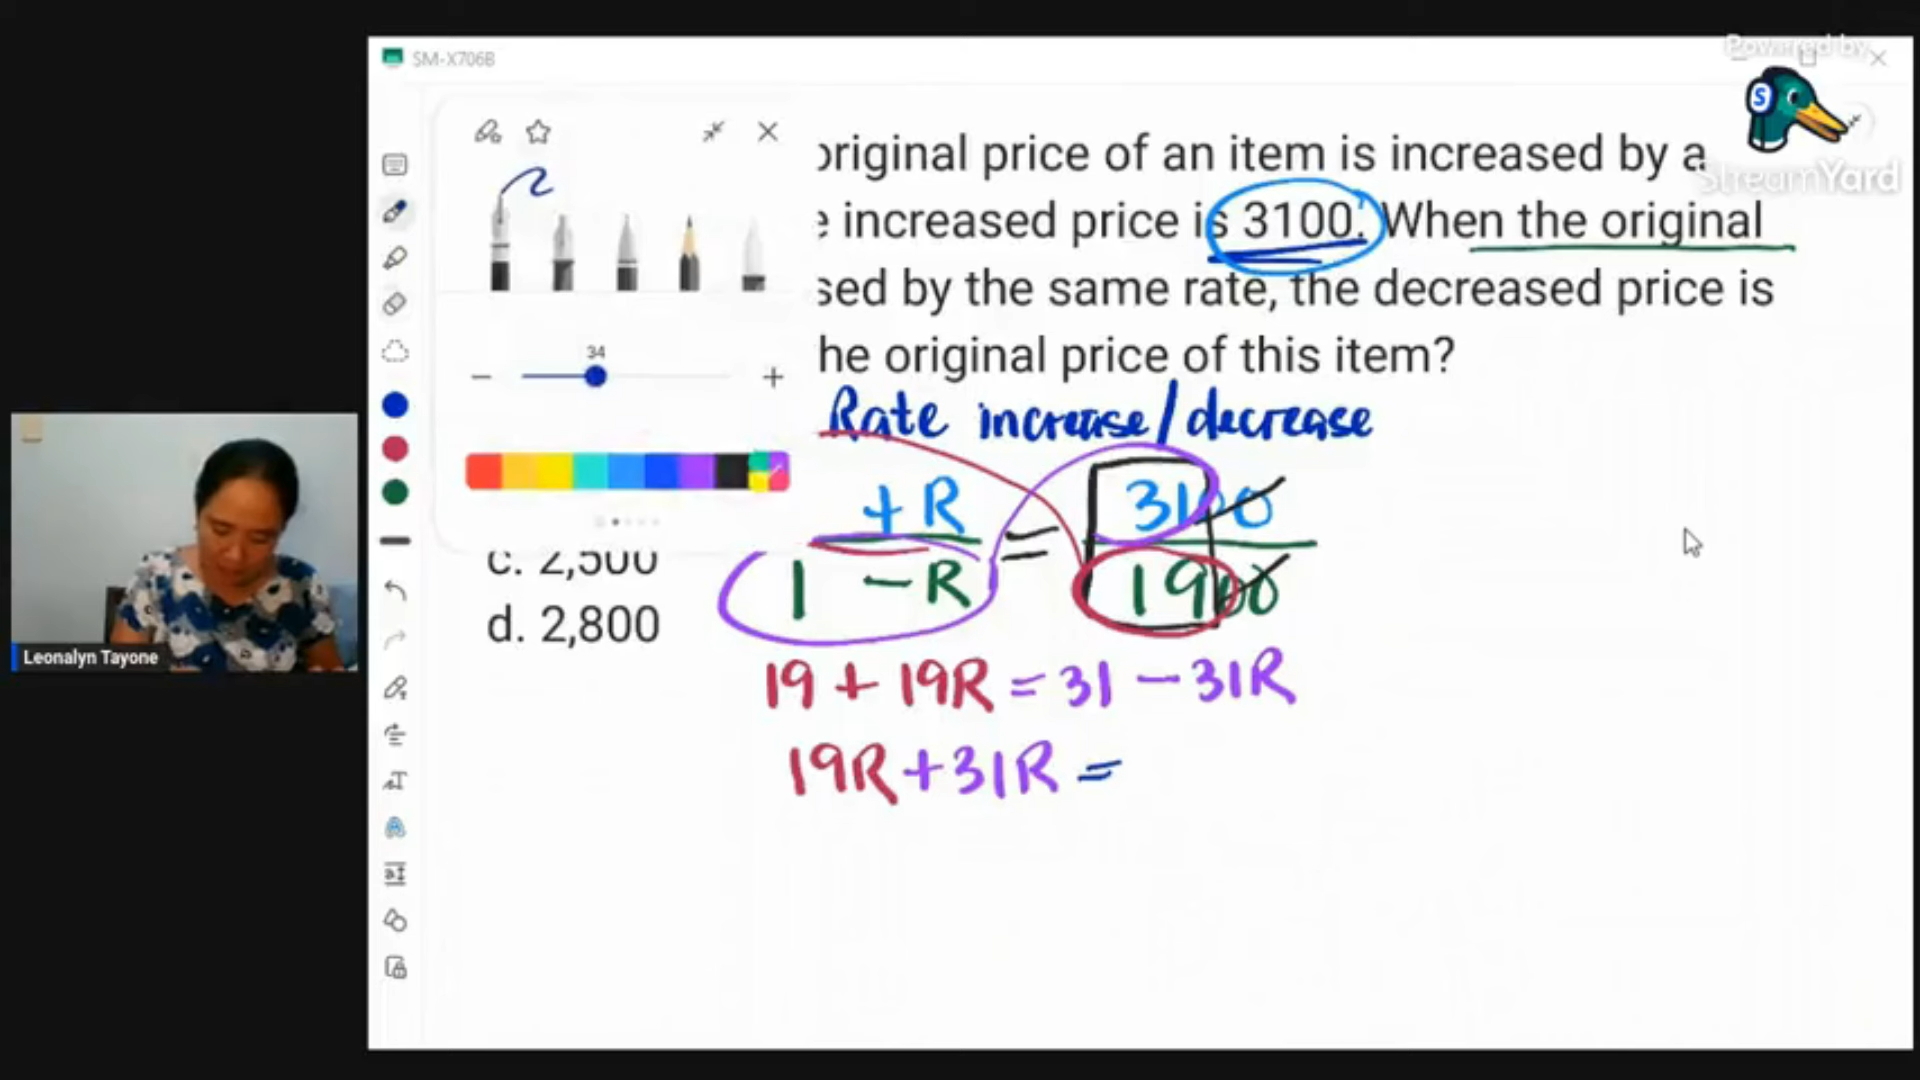 SM-X706B
Powered by
StreamYard
original price of an item is increased by a
e increased price is 3100. When the original
sed by the same rate, the decreased price is
he original price of this item?
34
Rate increase/decrease
+ R = 3100
1 - R 1900
c. 2,500
d. 2,800
19 + 19R = 31 - 31R
19R + 31R =
Leonalyn Tayone